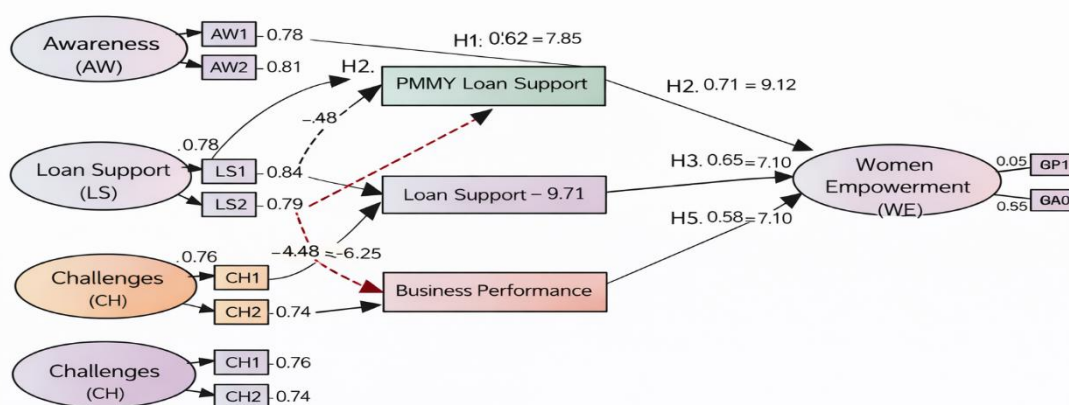 Awareness
(AW)
AW1
0.78
AW2
0.81
H1: 0.62 = 7.85
H2.
PMMY Loan Support
H2. 0.71 = 9.12
-.48
0.78
Loan Support
(LS)
LS1
0.84
LS2
0.79
Loan Support – 9.71
H3. 0.65 = 7.10
Women
Empowerment
(WE)
0.05
GP1
0.55
GA0
H5. 0.58 = 7.10
-4.48 = -6.25
0.76
Challenges
(CH)
CH1
CH2
0.74
Business Performance
Challenges
(CH)
CH1
0.76
CH2
0.74